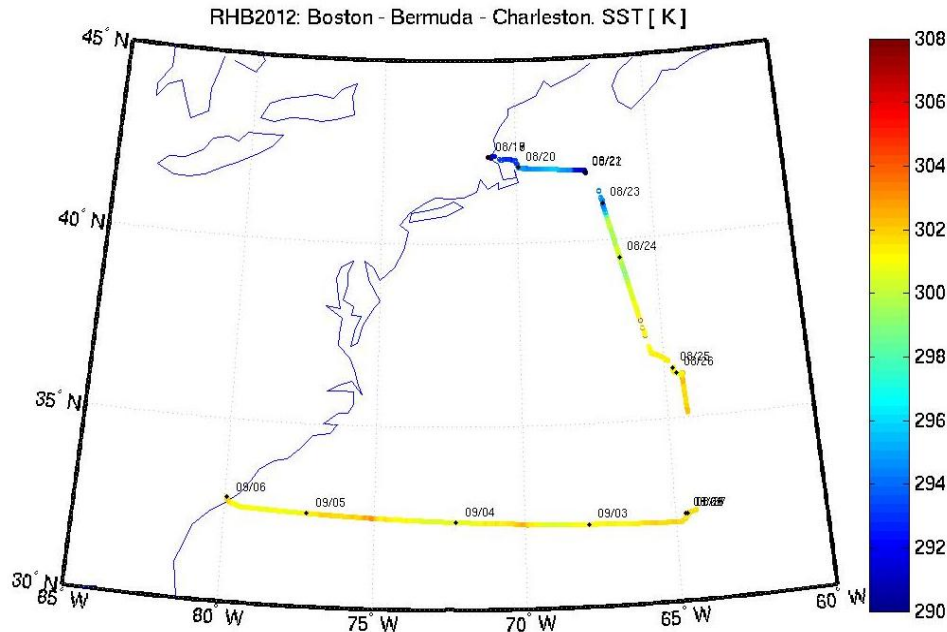 RHB2012: Boston - Bermuda - Charleston. SST [ K ]
45° N
40° N
35° N
30° N
85° W
80° W
75° W
70° W
65° W
60° W
08/20
08/23
08/24
08/25
08/26
09/06
09/05
09/04
09/03
308
306
304
302
300
298
296
294
292
290